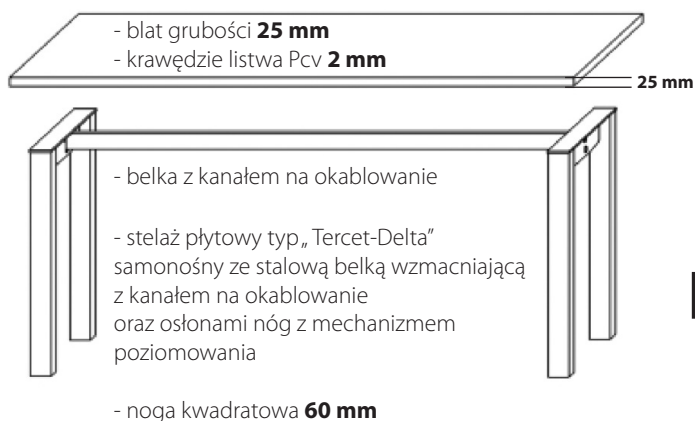 - blat grubości 25 mm
- krawędzie listwa Pcv 2 mm
25 mm
- belka z kanałem na okablowanie
- stelaż płytowy typ „Tercet-Delta”
samonośny ze stalową belką wzmacniającą
z kanałem na okablowanie
oraz osłonami nóg z mechanizmem
poziomowania
- noga kwadratowa 60 mm